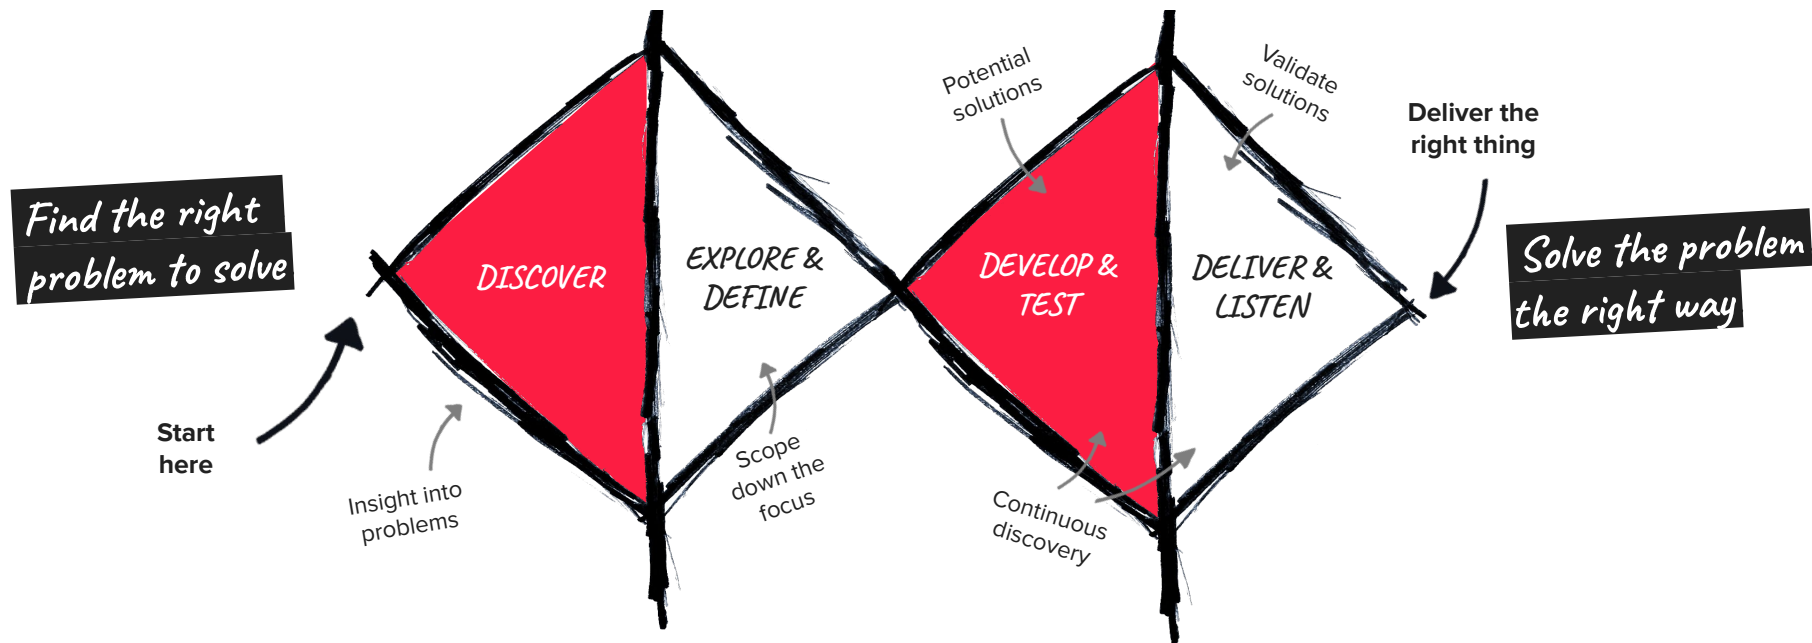 Find the right
problem to solve
Start
here
Insight into
problems
DISCOVER
EXPLORE &
DEFINE
Scope
down the
focus
Potential
solutions
DEVELOP &
TEST
Continuous
discovery
Validate
solutions
DELIVER &
LISTEN
Deliver the
right thing
Solve the problem
the right way